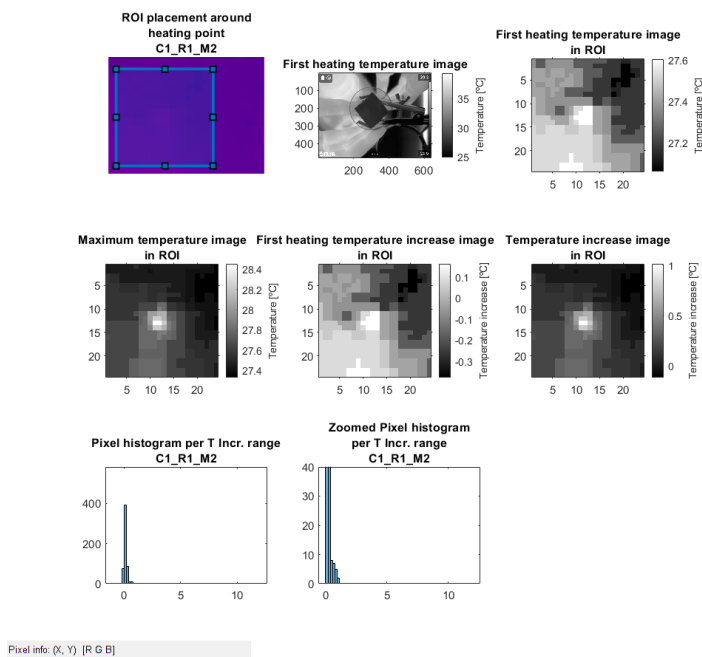 ROI placement around
heating point
C1_R1_M2
First heating temperature image
100
200
300
400
200 400 600
35
30
25
Temperature [ºC]
First heating temperature image
in ROI
5
10
15
20
5 10 15 20
27.6
27.4
27.2
Temperature [ºC]
Maximum temperature image
in ROI
5
10
15
20
5 10 15 20
28.4
28.2
28
27.8
27.6
27.4
Temperature [ºC]
First heating temperature increase image
in ROI
5
10
15
20
5 10 15 20
0.1
0
-0.1
-0.2
-0.3
Temperature increase [ºC]
Temperature increase image
in ROI
5
10
15
20
5 10 15 20
1
0.5
0
Temperature increase [ºC]
Pixel histogram per T Incr. range
C1_R1_M2
400
200
0
0 5 10
Zoomed Pixel histogram
per T Incr. range
C1_R1_M2
40
30
20
10
0
0 5 10
Pixel info: (X, Y) [R G B]